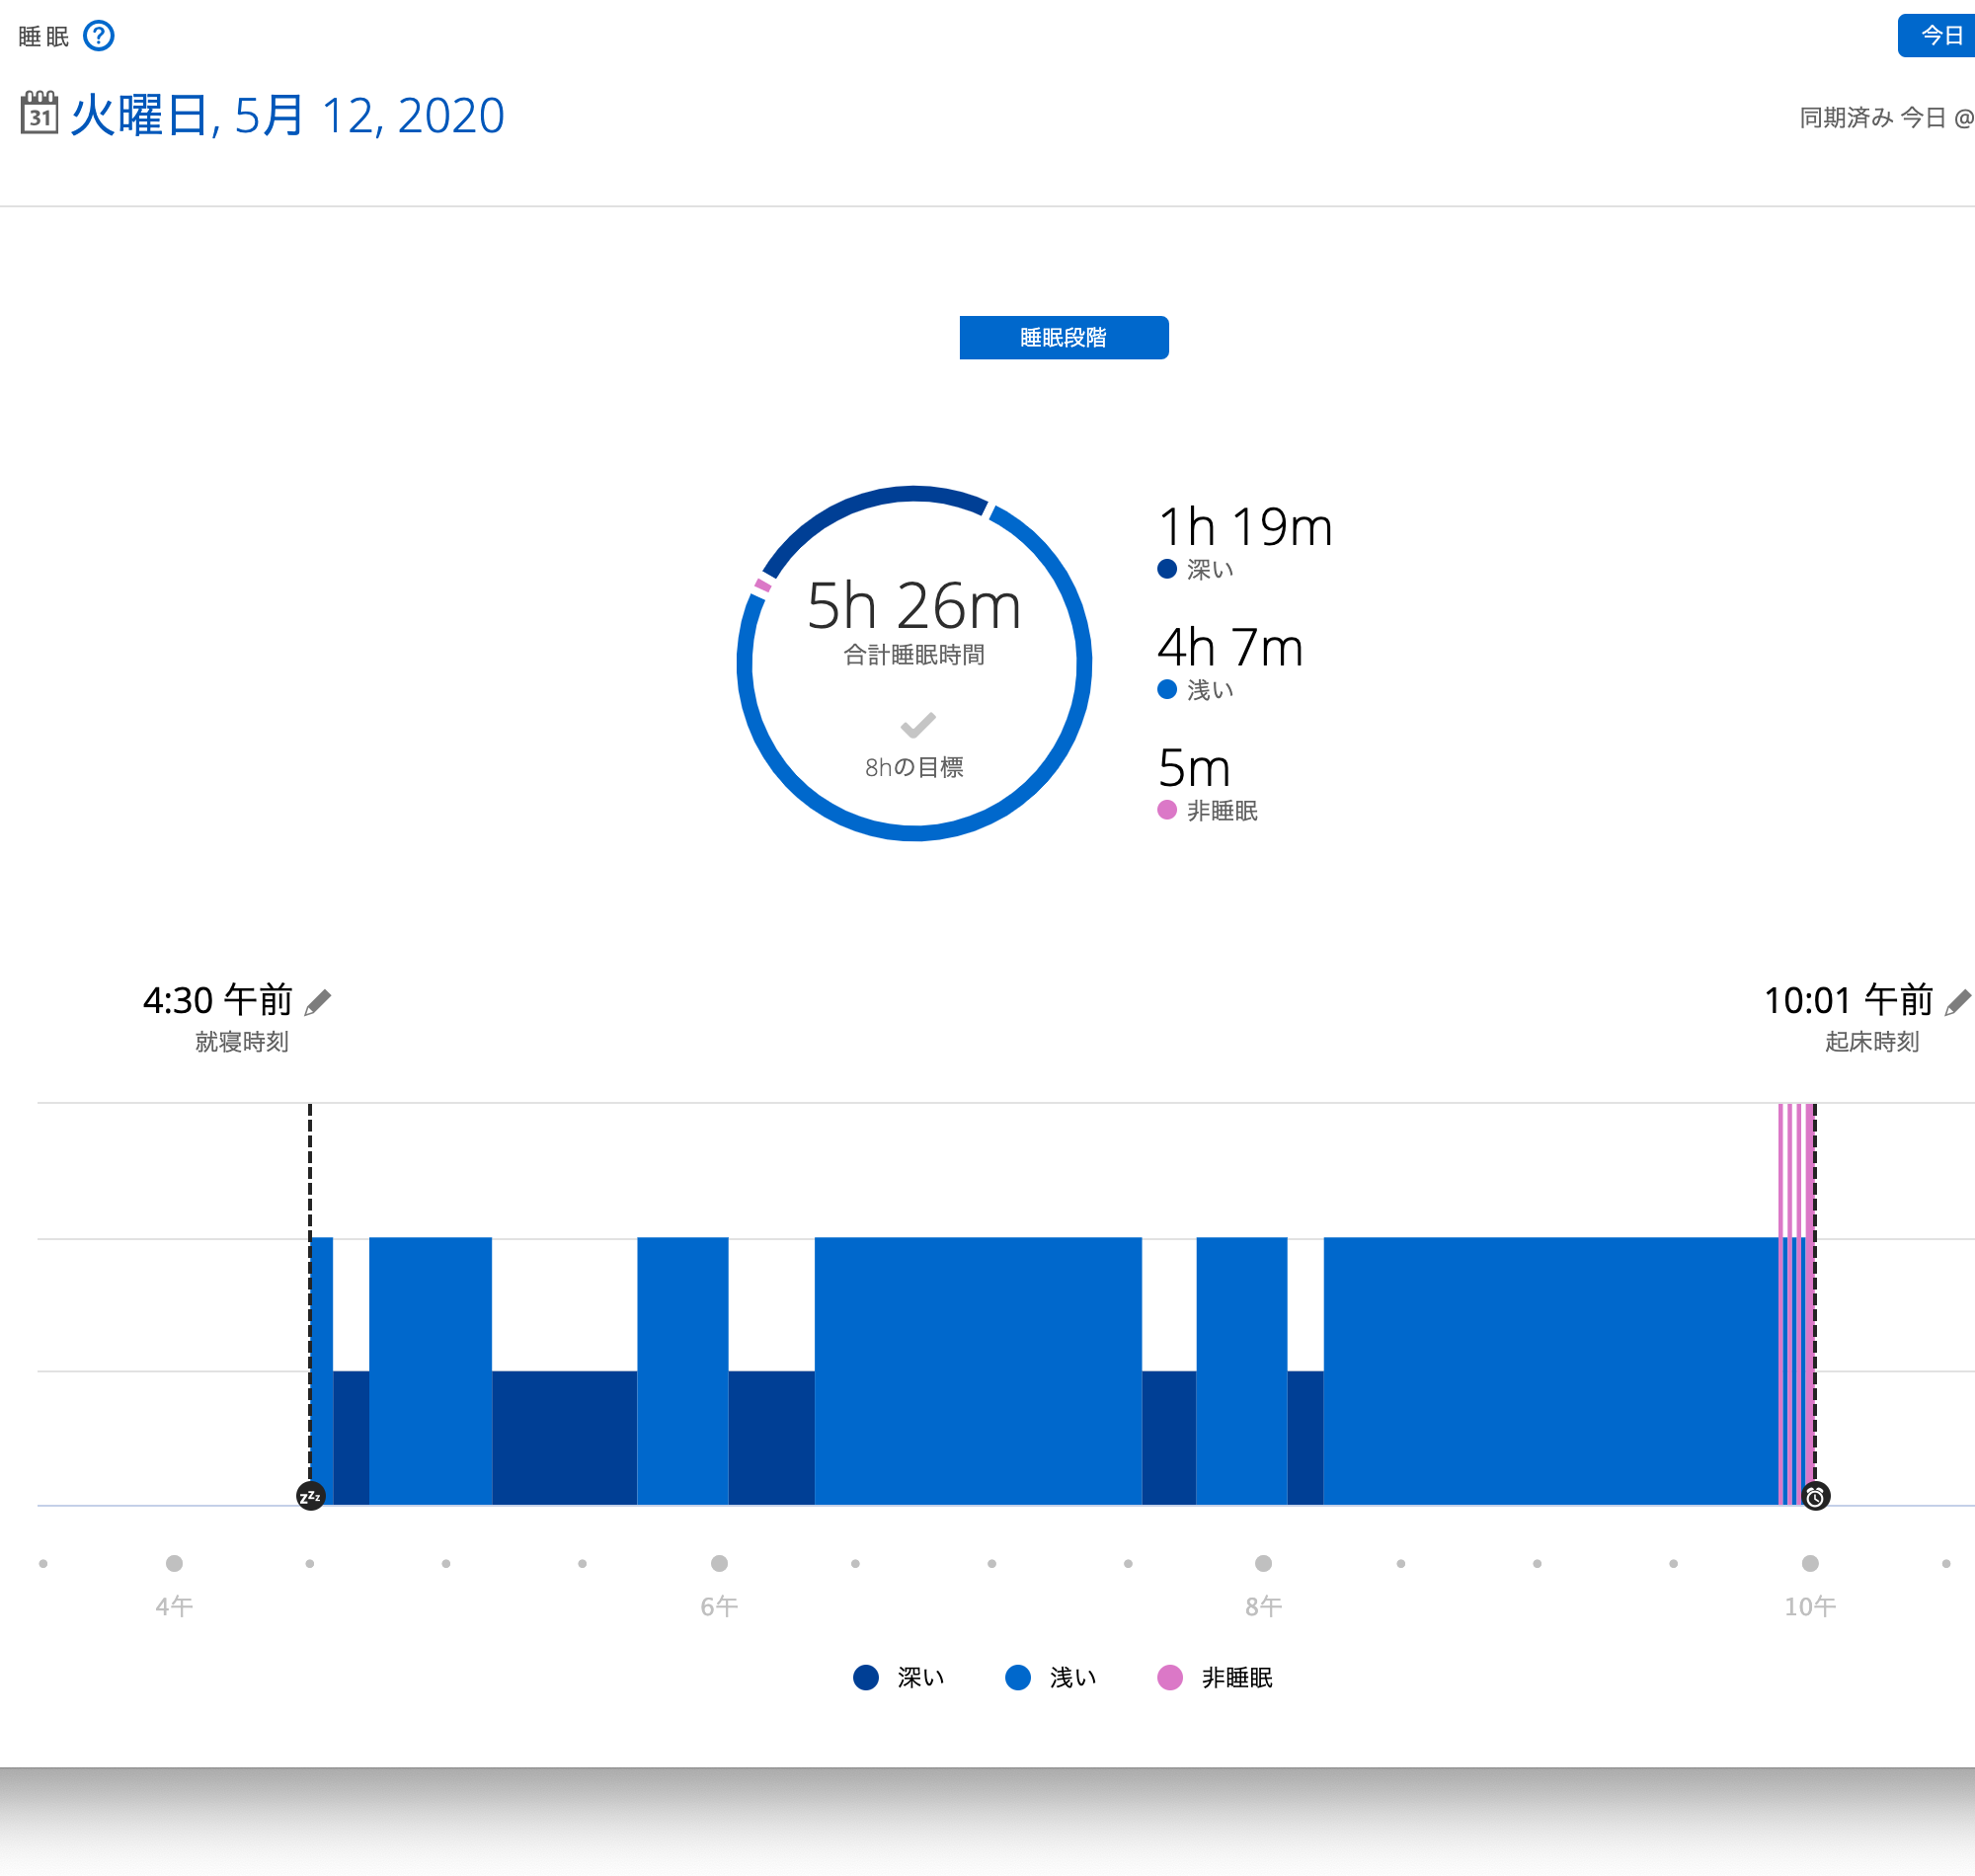 睡眠 ?
今日
31 火曜日, 5月 12, 2020
同期済み 今日 @
睡眠段階
5h 26m
合計睡眠時間
8hの目標
1h 19m
深い
4h 7m
浅い
5m
非睡眠
4:30 午前
就寝時刻
10:01 午前
起床時刻
zzz
4午 6午 8午 10午
深い 浅い 非睡眠